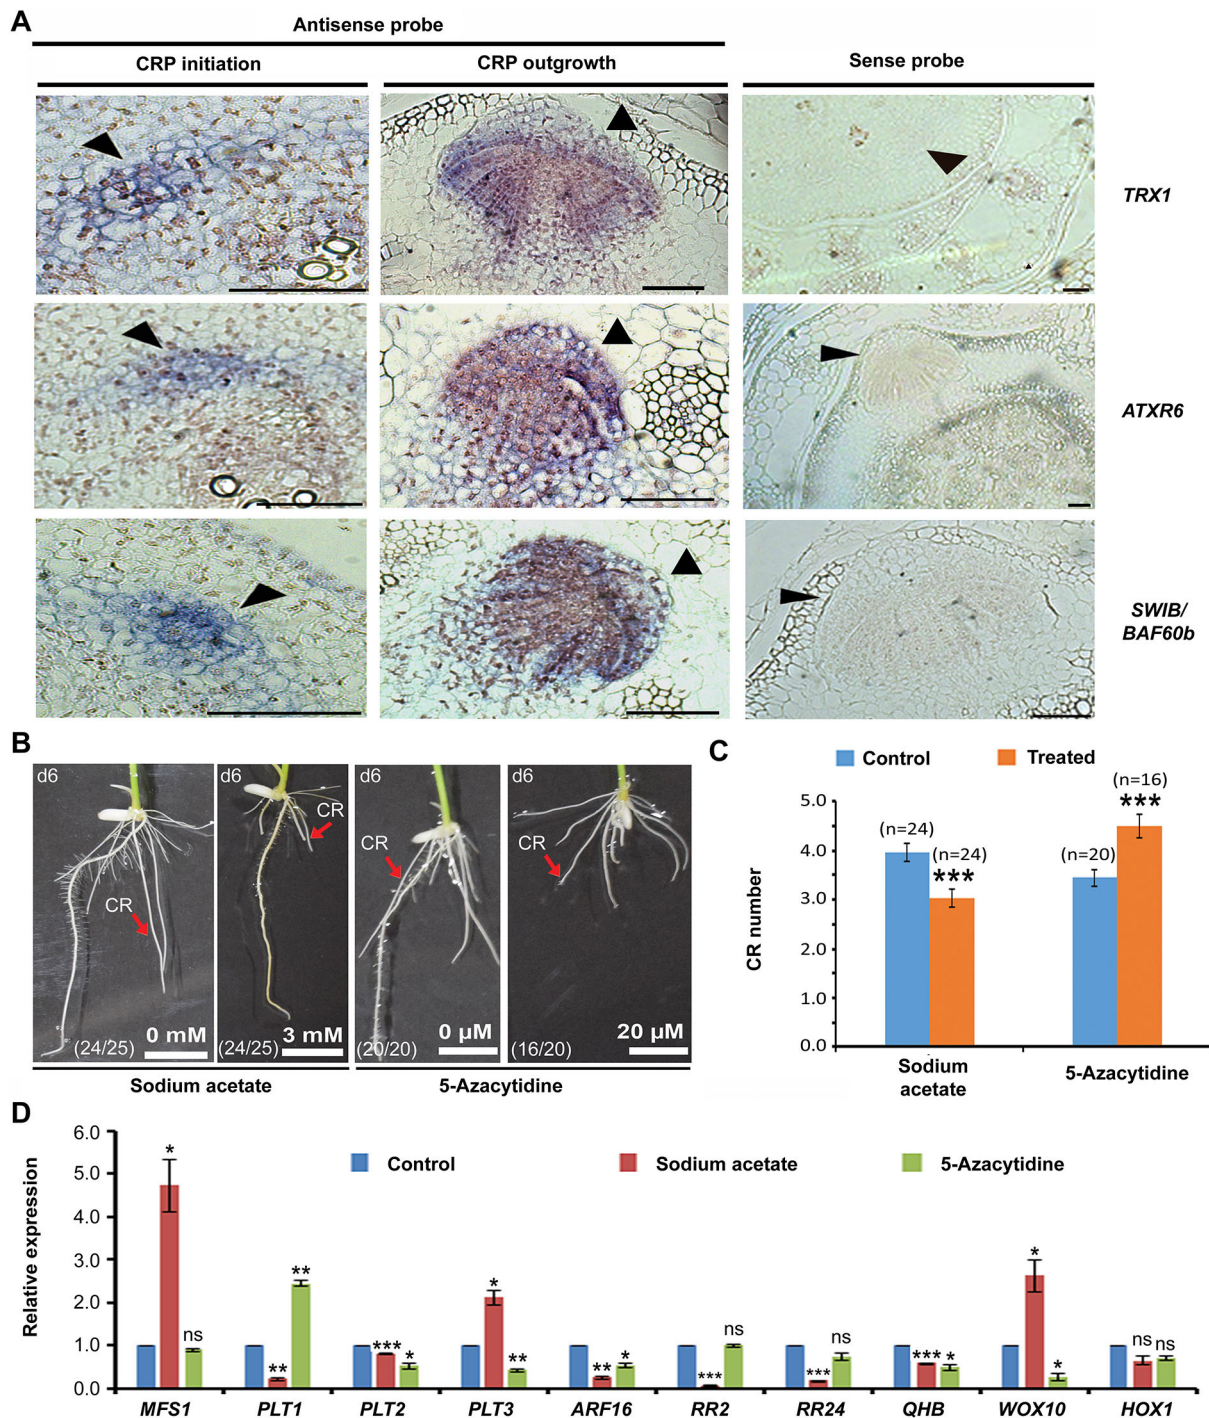 A
Antisense probe
CRP initiation
CRP outgrowth
Sense probe
TRX1
ATXR6
SWIB/
BAF60b
B
d6
CR
0 mM
(24/25)
d6
CR
3 mM
(24/25)
d6
CR
0 µM
(20/20)
d6
CR
20 µM
(16/20)
Sodium acetate
5-Azacytidine
C
Control
Treated
CR number
5.0
4.0
3.0
2.0
1.0
0.0
(n=24)
(n=24)
***
(n=20)
(n=16)
***
Sodium
acetate
5-Azacytidine
D
Relative expression
6.0
5.0
4.0
3.0
2.0
1.0
0.0
Control
Sodium acetate
5-Azacytidine
* ns
** **
*** *
* **
** *
*** ns
*** ns
*** *
* *
ns ns
MFS1 PLT1 PLT2 PLT3 ARF16 RR2 RR24 QHB WOX10 HOX1